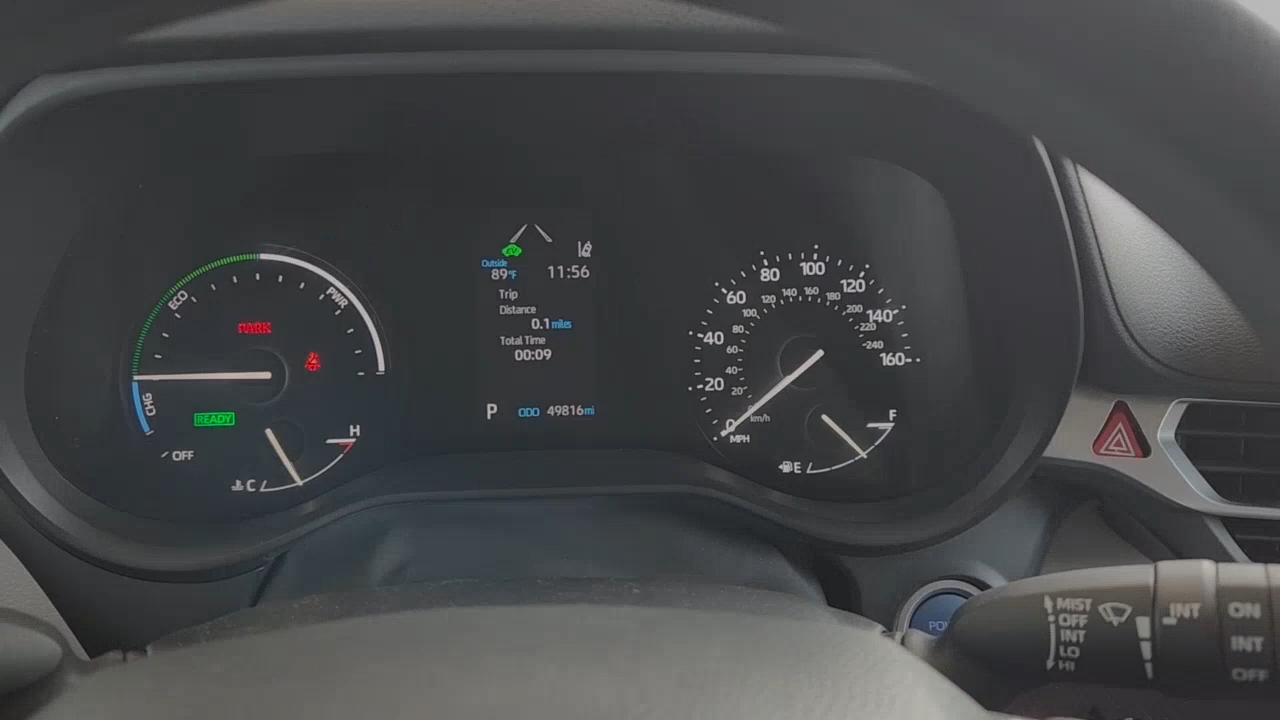 ECO
PWR
CHG
PARK
READY
OFF
H
C
EV
Outside
89°F 11:56
Trip
Distance
0.1 miles
Total Time
00:09
P ODO 49816 mi
0 20 40 60 80 100 120 140 160
20 40 60 80 100 120 140 160 180 200 220 240
km/h
MPH
F
E
MIST
OFF
INT
LO
HI
INT
ON
INT
OFF